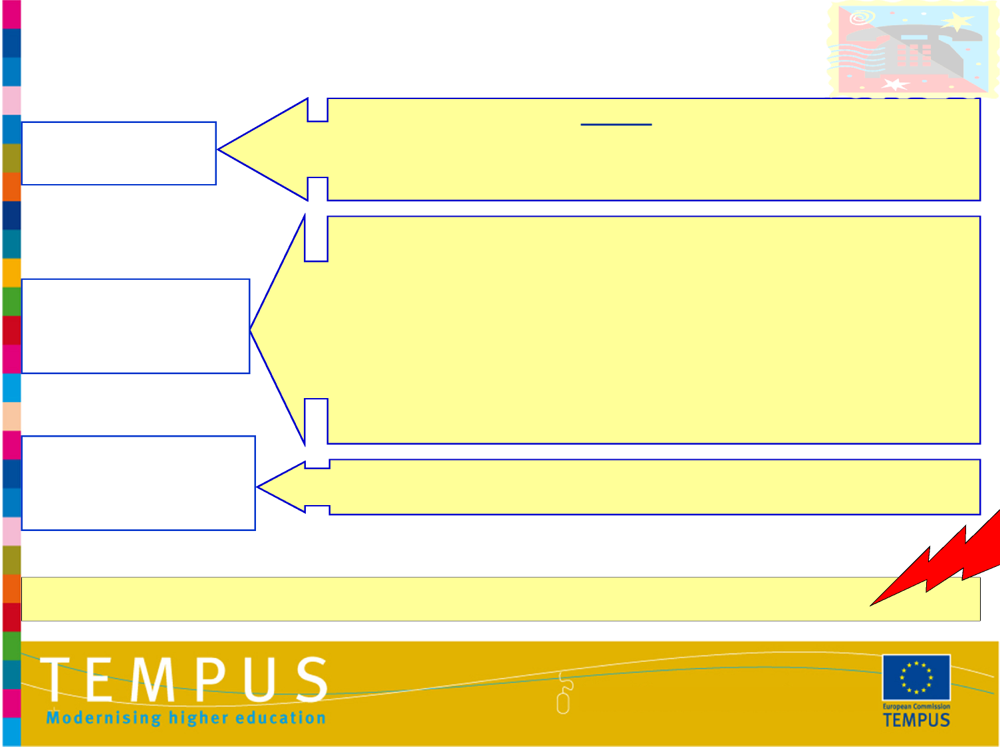 TEMPUS
Modernising higher education
European Commission
TEMPUS